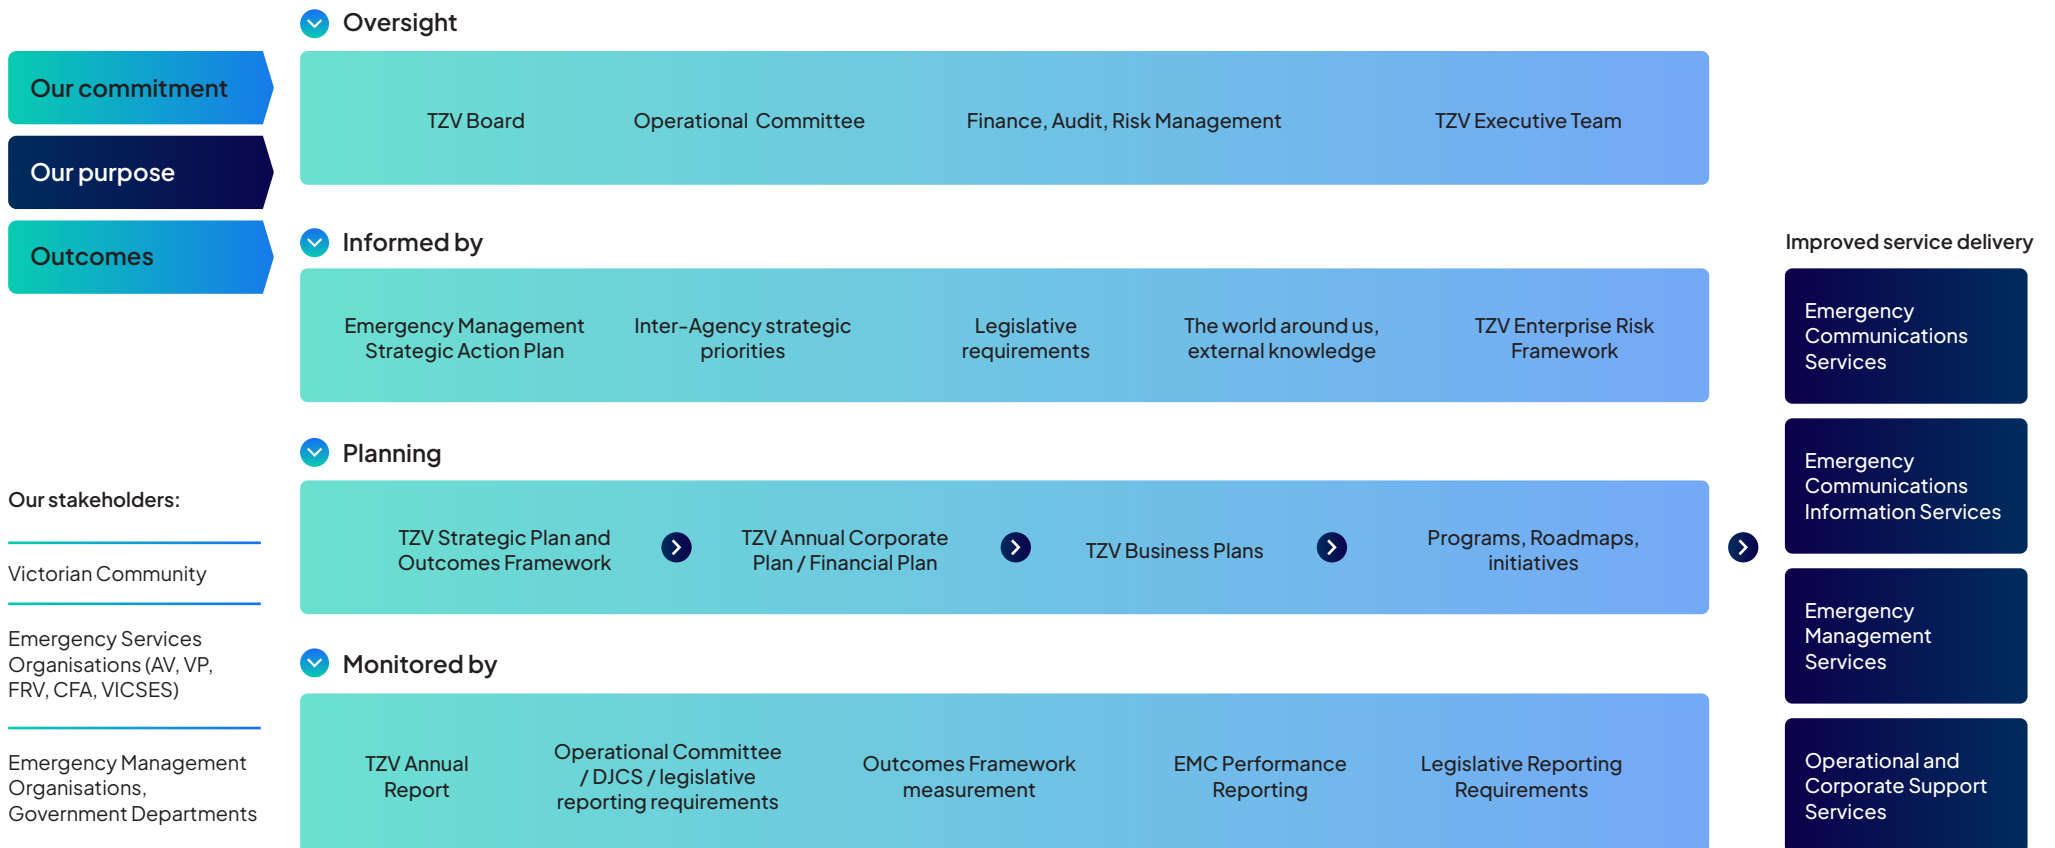 Our commitment
Our purpose
Outcomes
Our stakeholders:
Victorian Community
Emergency Services
Organisations (AV, VP,
FRV, CFA, VICSES)
Emergency Management
Organisations,
Government Departments
Oversight
TZV Board
Operational Committee
Finance, Audit, Risk Management
TZV Executive Team
Informed by
Emergency Management
Strategic Action Plan
Inter-Agency strategic
priorities
Legislative
requirements
The world around us,
external knowledge
TZV Enterprise Risk
Framework
Planning
TZV Strategic Plan and
Outcomes Framework
TZV Annual Corporate
Plan / Financial Plan
TZV Business Plans
Programs, Roadmaps,
initiatives
Monitored by
TZV Annual
Report
Operational Committee
/ DJCS / legislative
reporting requirements
Outcomes Framework
measurement
EMC Performance
Reporting
Legislative Reporting
Requirements
Improved service delivery
Emergency
Communications
Services
Emergency
Communications
Information Services
Emergency
Management
Services
Operational and
Corporate Support
Services